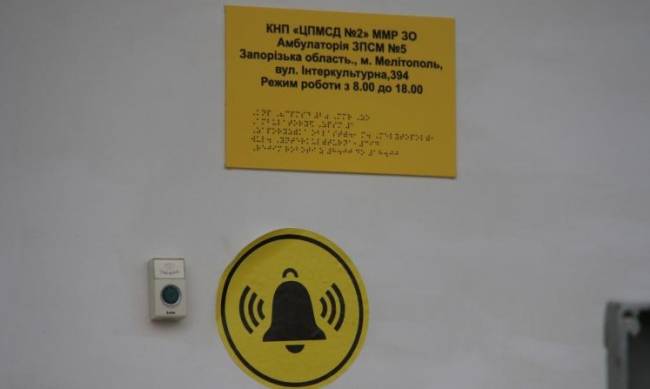 КНП «ЦПМСД №2» ММР ЗО
Амбулаторія ЗПСМ №5
Запорізька область., м. Мелітополь,
вул. Інтеркультурна,394
Режим роботи з 8.00 до 18.00